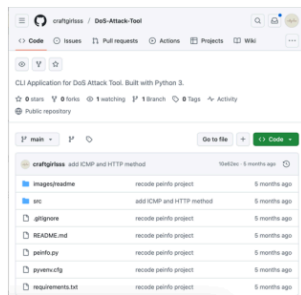 craftgirlsss / DoS-Attack-Tool
Code Issues Pull requests Actions Projects Wiki
CLI Application for DoS Attack Tool. Built with Python 3.
0 stars 0 forks 1 watching 1 Branch 0 Tags Activity
Public repository
main Go to file Code
craftgirlsss add ICMP and HTTP method 5 months ago
images/readme recode peinfo project 5 months ago
src add ICMP and HTTP method 5 months ago
.gitignore recode peinfo project 5 months ago
README.md recode peinfo project 5 months ago
peinfo.py recode peinfo project 5 months ago
pyvenv.cfg recode peinfo project 5 months ago
requirements.txt recode peinfo project 5 months ago